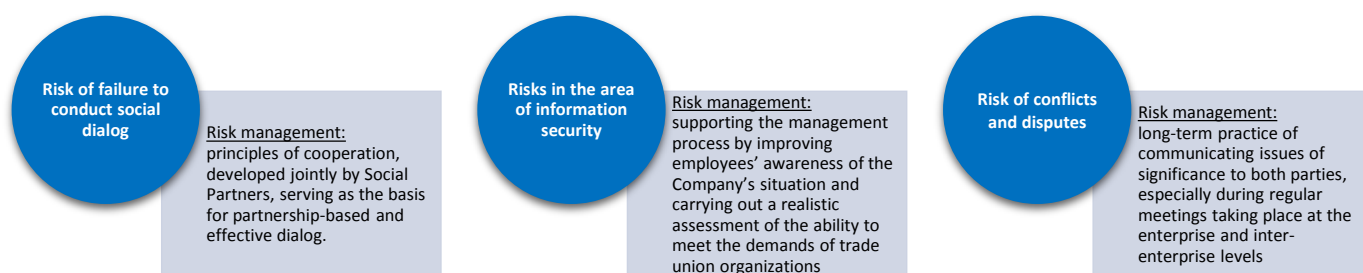 Risk of failure to
conduct social
dialog
Risk management:
principles of cooperation,
developed jointly by Social
Partners, serving as the basis
for partnership-based and
effective dialog.
Risks in the area
of information
security
Risk management:
supporting the management
process by improving
employees’ awareness of the
Company’s situation and
carrying out a realistic
assessment of the ability to
meet the demands of trade
union organizations
Risk of conflicts
and disputes
Risk management:
long-term practice of
communicating issues of
significance to both parties,
especially during regular
meetings taking place at the
enterprise and inter-
enterprise levels